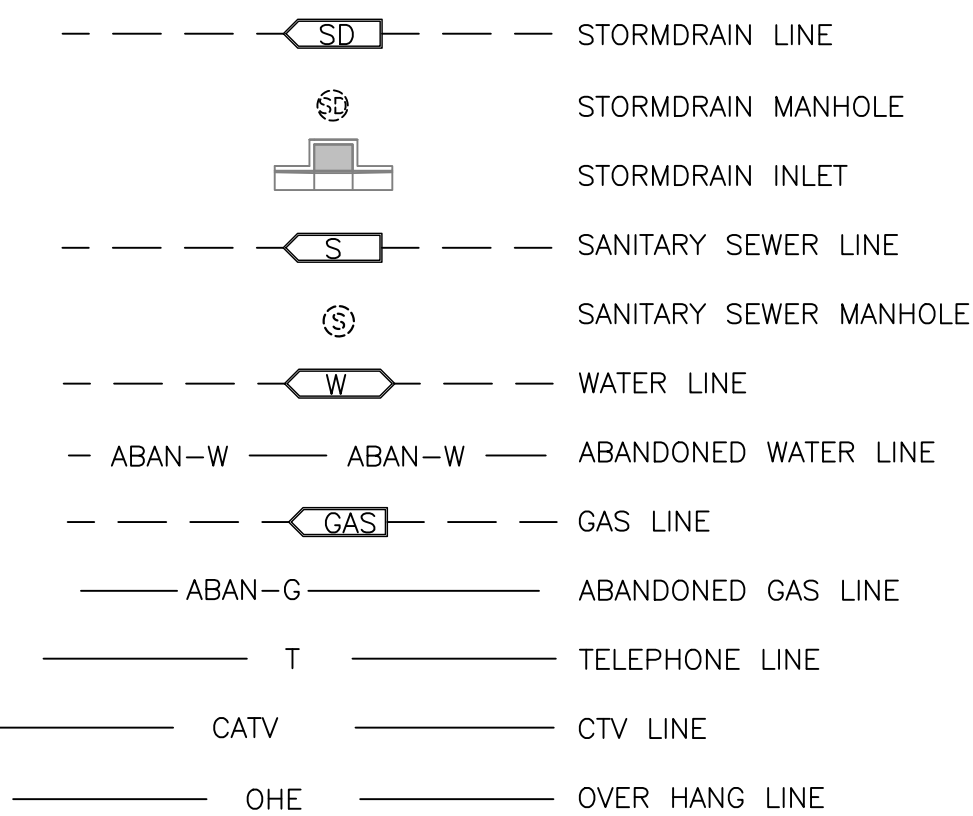 SD STORMDRAIN LINE
SD STORMDRAIN MANHOLE
STORMDRAIN INLET
S SANITARY SEWER LINE
S SANITARY SEWER MANHOLE
W WATER LINE
ABAN-W ABAN-W ABANDONED WATER LINE
GAS GAS LINE
ABAN-G ABANDONED GAS LINE
T TELEPHONE LINE
CATV CTV LINE
OHE OVER HANG LINE